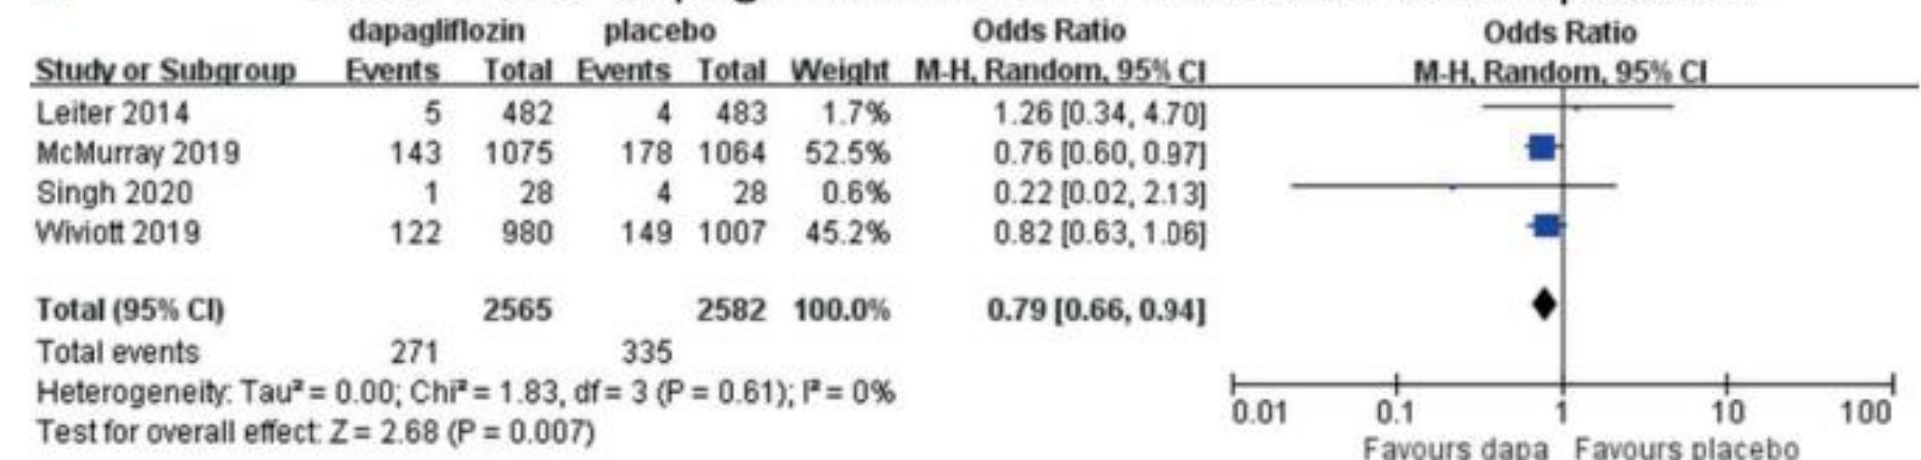 dapagliflozin placebo Odds Ratio Odds Ratio
Study or Subgroup Events Total Events Total Weight M-H, Random, 95% CI M-H, Random, 95% CI
Leiter 2014 5 482 4 483 1.7% 1.26 [0.34, 4.70]
McMurray 2019 143 1075 178 1064 52.5% 0.76 [0.60, 0.97]
Singh 2020 1 28 4 28 0.6% 0.22 [0.02, 2.13]
Wiviott 2019 122 980 149 1007 45.2% 0.82 [0.63, 1.06]
Total (95% CI) 2565 2582 100.0% 0.79 [0.66, 0.94]
Total events 271 335
Heterogeneity: Tau² = 0.00; Chi² = 1.83, df = 3 (P = 0.61); I² = 0%
Test for overall effect: Z = 2.68 (P = 0.007)
0.01 0.1 1 10 100
Favours dapa Favours placebo